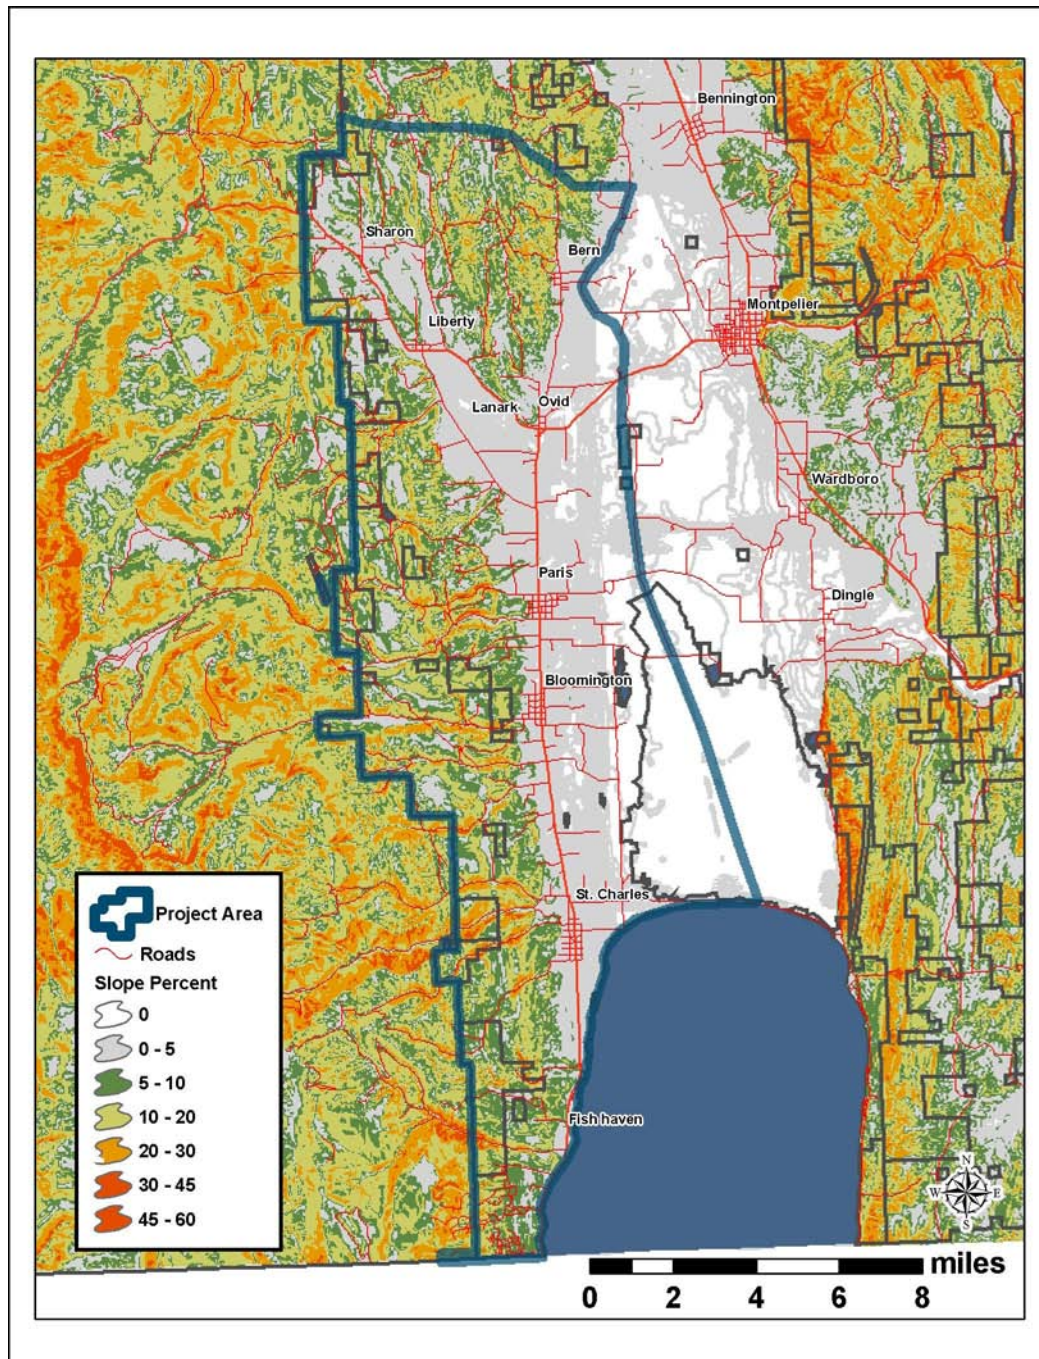 Bennington
Sharon
Bern
Montpelier
Liberty
Lanark
Ovid
Wardboro
Paris
Dingle
Bloomington
St. Charles
Fish haven
Project Area
Roads
Slope Percent
0
0 - 5
5 - 10
10 - 20
20 - 30
30 - 45
45 - 60
N
W
E
S
miles
0 2 4 6 8